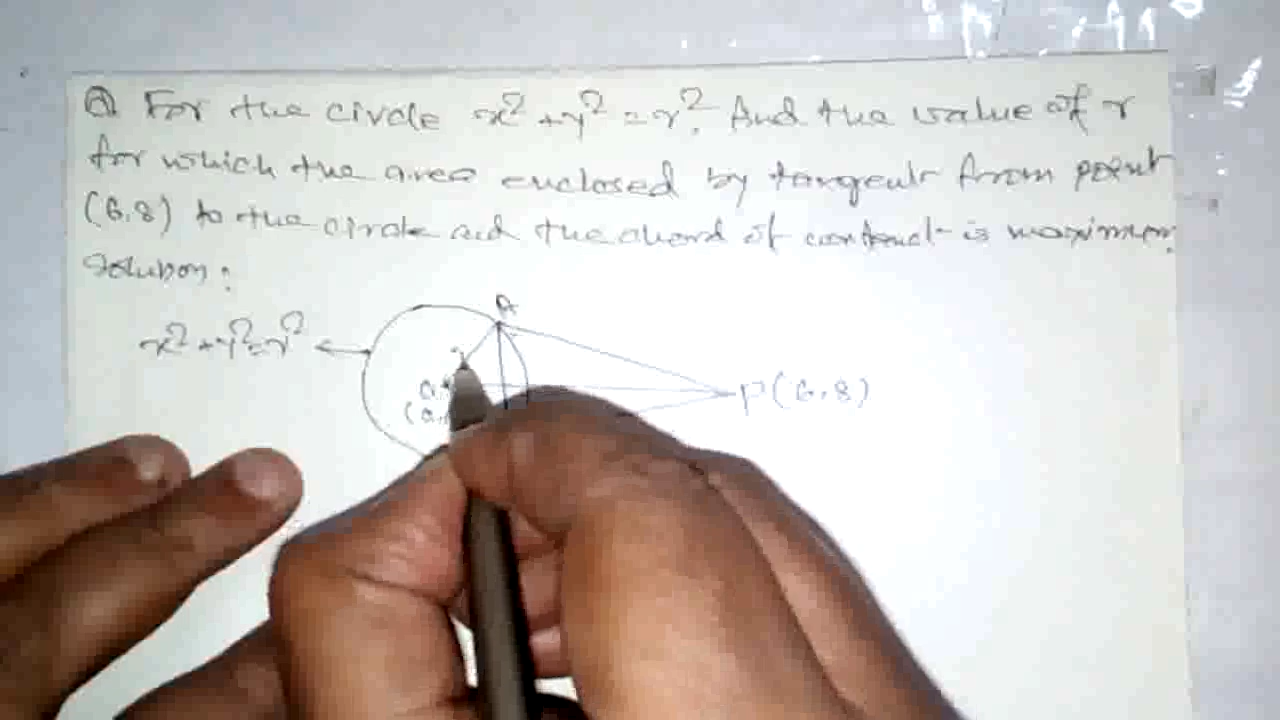 Q For the circle x²+y²=r². And the value of r
for which the area enclosed by tangent from point
(6,8) to the circle and the chord of contact is maximum.
Solution:
A
x²+y²=r²
r
P(6,8)